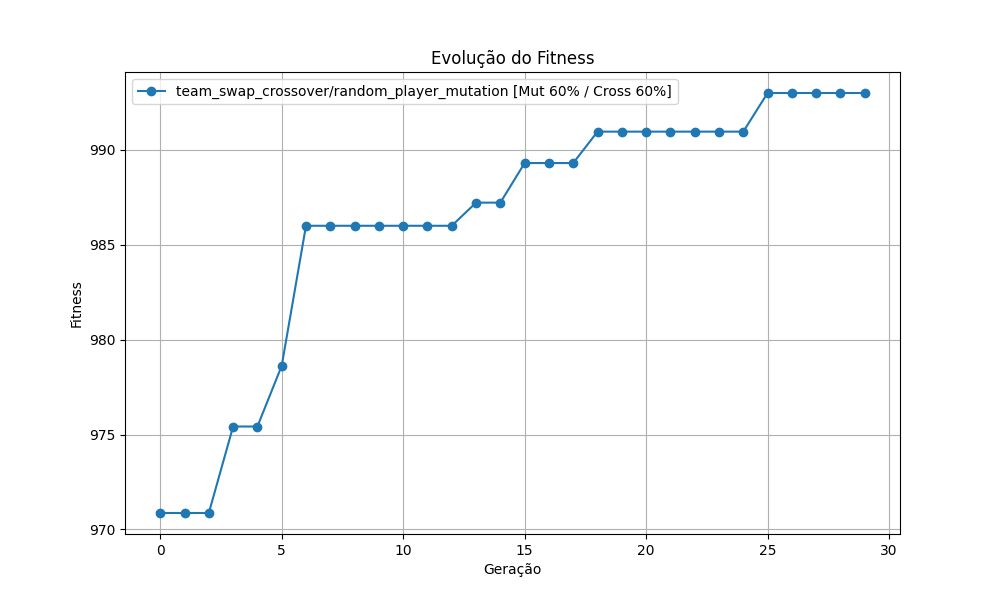 Evolução do Fitness
team_swap_crossover/random_player_mutation [Mut 60% / Cross 60%]
990
985
980
975
970
Fitness
0 5 10 15 20 25 30
Geração